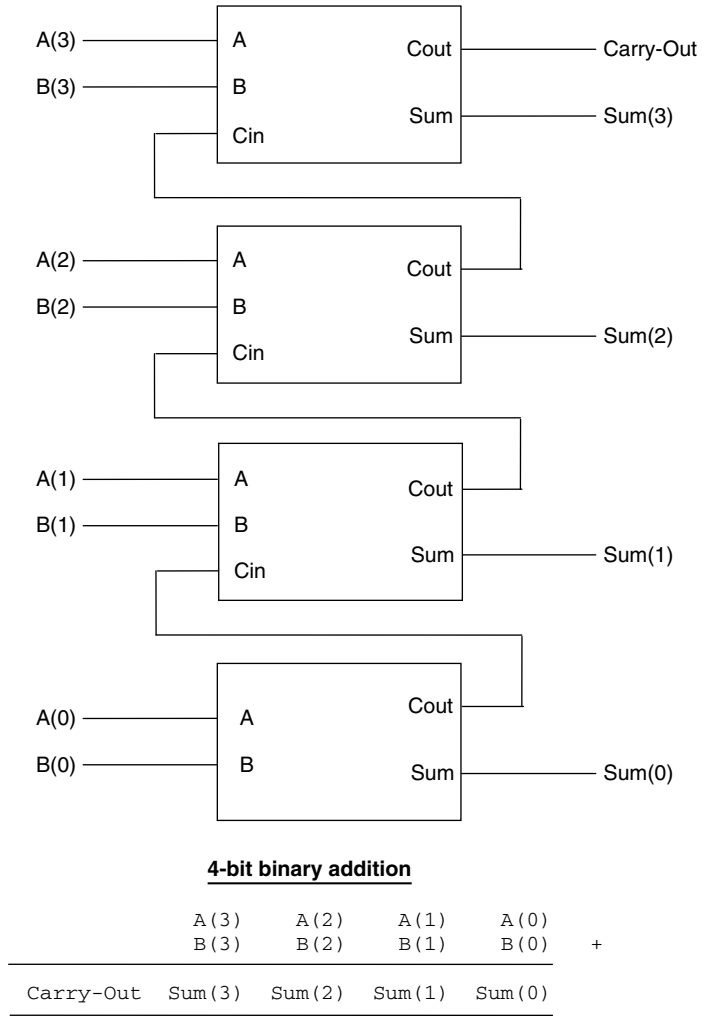 A(3) A Cout Carry-Out
B(3) B
Sum Sum(3)
Cin
A(2) A Cout
B(2) B
Sum Sum(2)
Cin
A(1) A Cout
B(1) B
Sum Sum(1)
Cin
A(0) A Cout
B(0) B Sum Sum(0)
4-bit binary addition
A(3) A(2) A(1) A(0)
B(3) B(2) B(1) B(0) +
Carry-Out Sum(3) Sum(2) Sum(1) Sum(0)